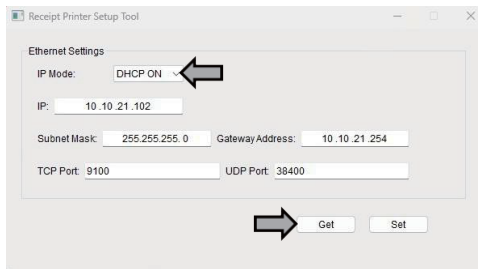 Receipt Printer Setup Tool
Ethernet Settings
IP Mode: DHCP ON
IP: 10 .10 .21 .102
Subnet Mask: 255.255.255. 0 Gateway Address: 10 .10 .21 .254
TCP Port: 9100 UDP Port: 38400
Get Set